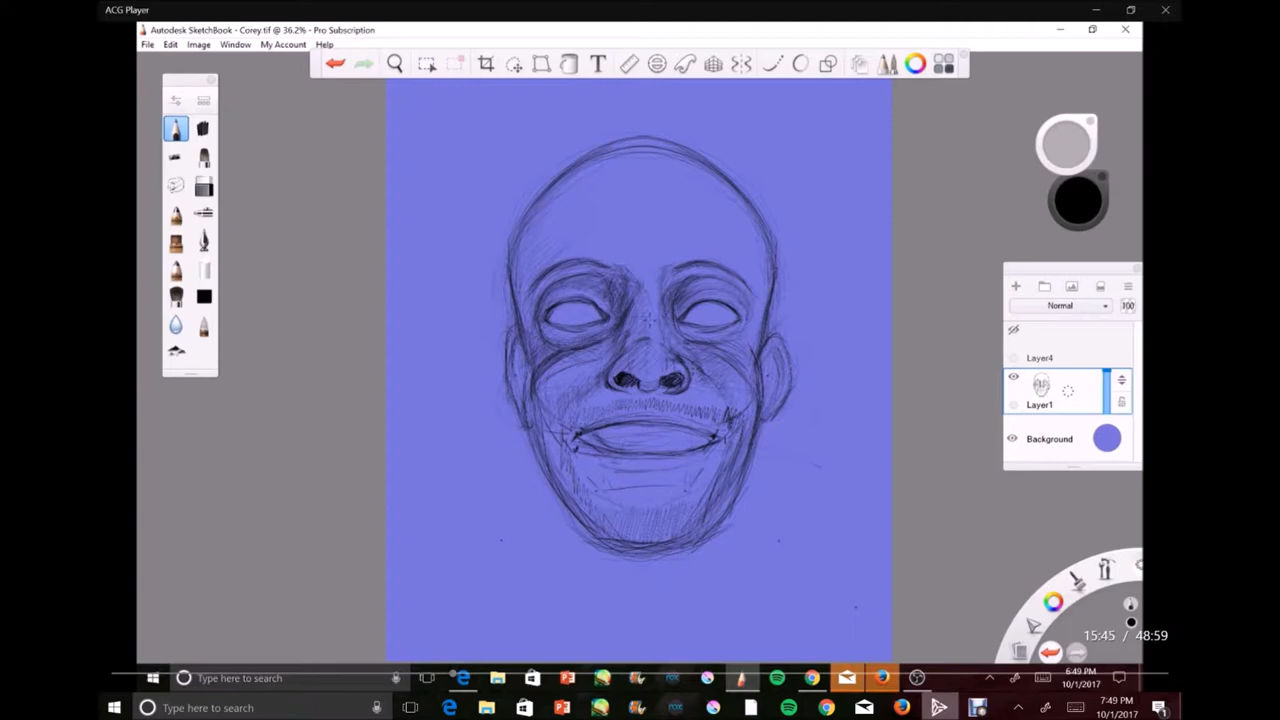 ACG Player
Autodesk SketchBook - Corey.tif @ 36.2% - Pro Subscription
File Edit Image Window My Account Help
T
Normal 100
Layer4
Layer1
Background
15:45 / 48:59
Type here to search
6:49 PM
10/1/2017
Type here to search
7:49 PM
10/1/2017